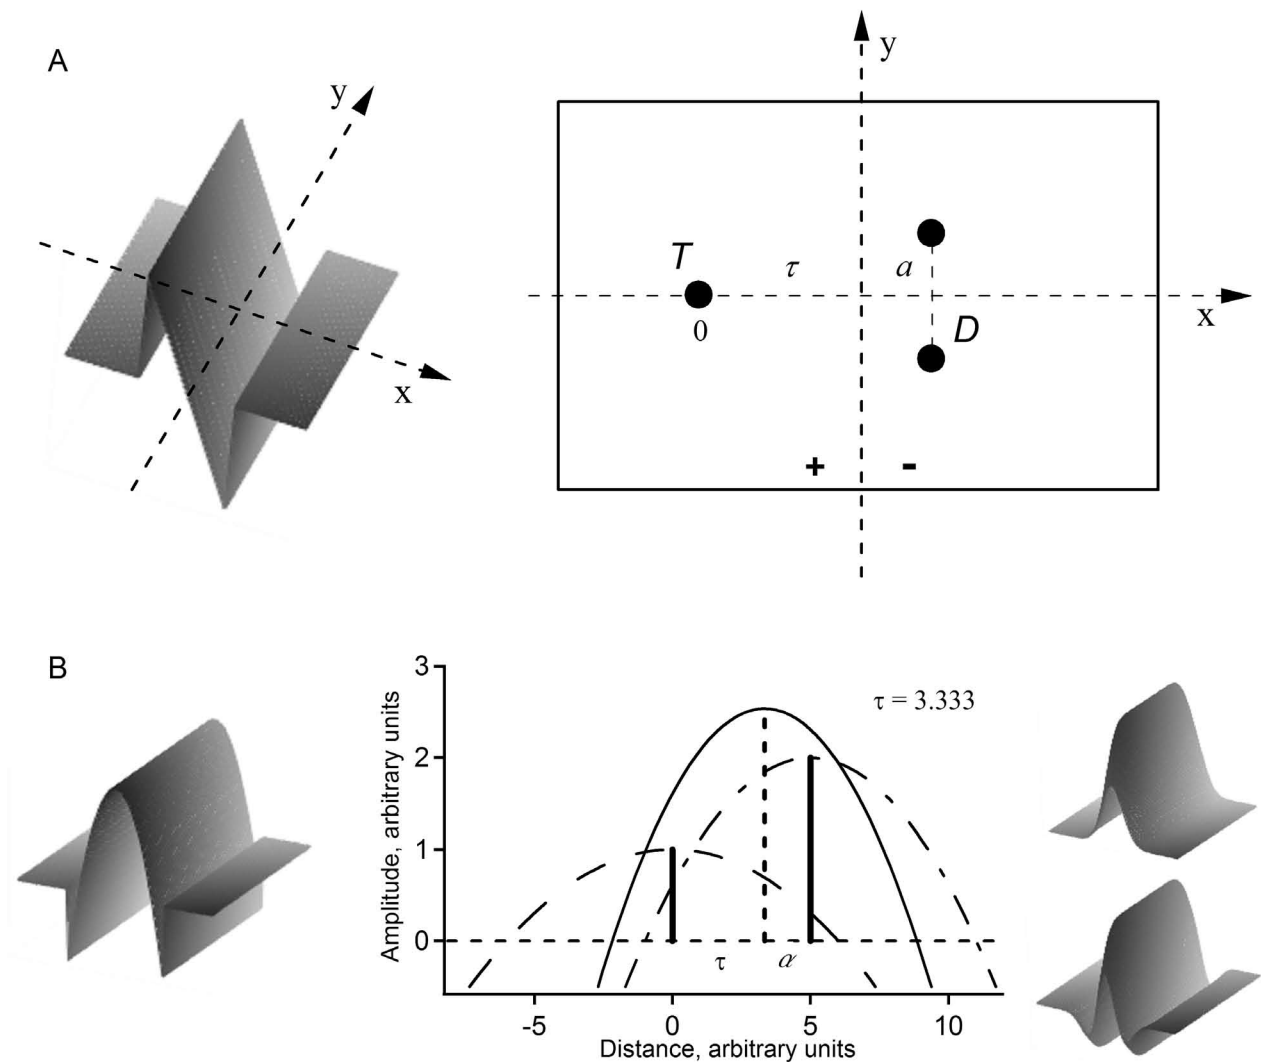 A
y
x
y
T
τ
a
0
D
x
+ -
B
Amplitude, arbitrary units
3
2
1
0
τ = 3.333
τ
α
-5 0 5 10
Distance, arbitrary units